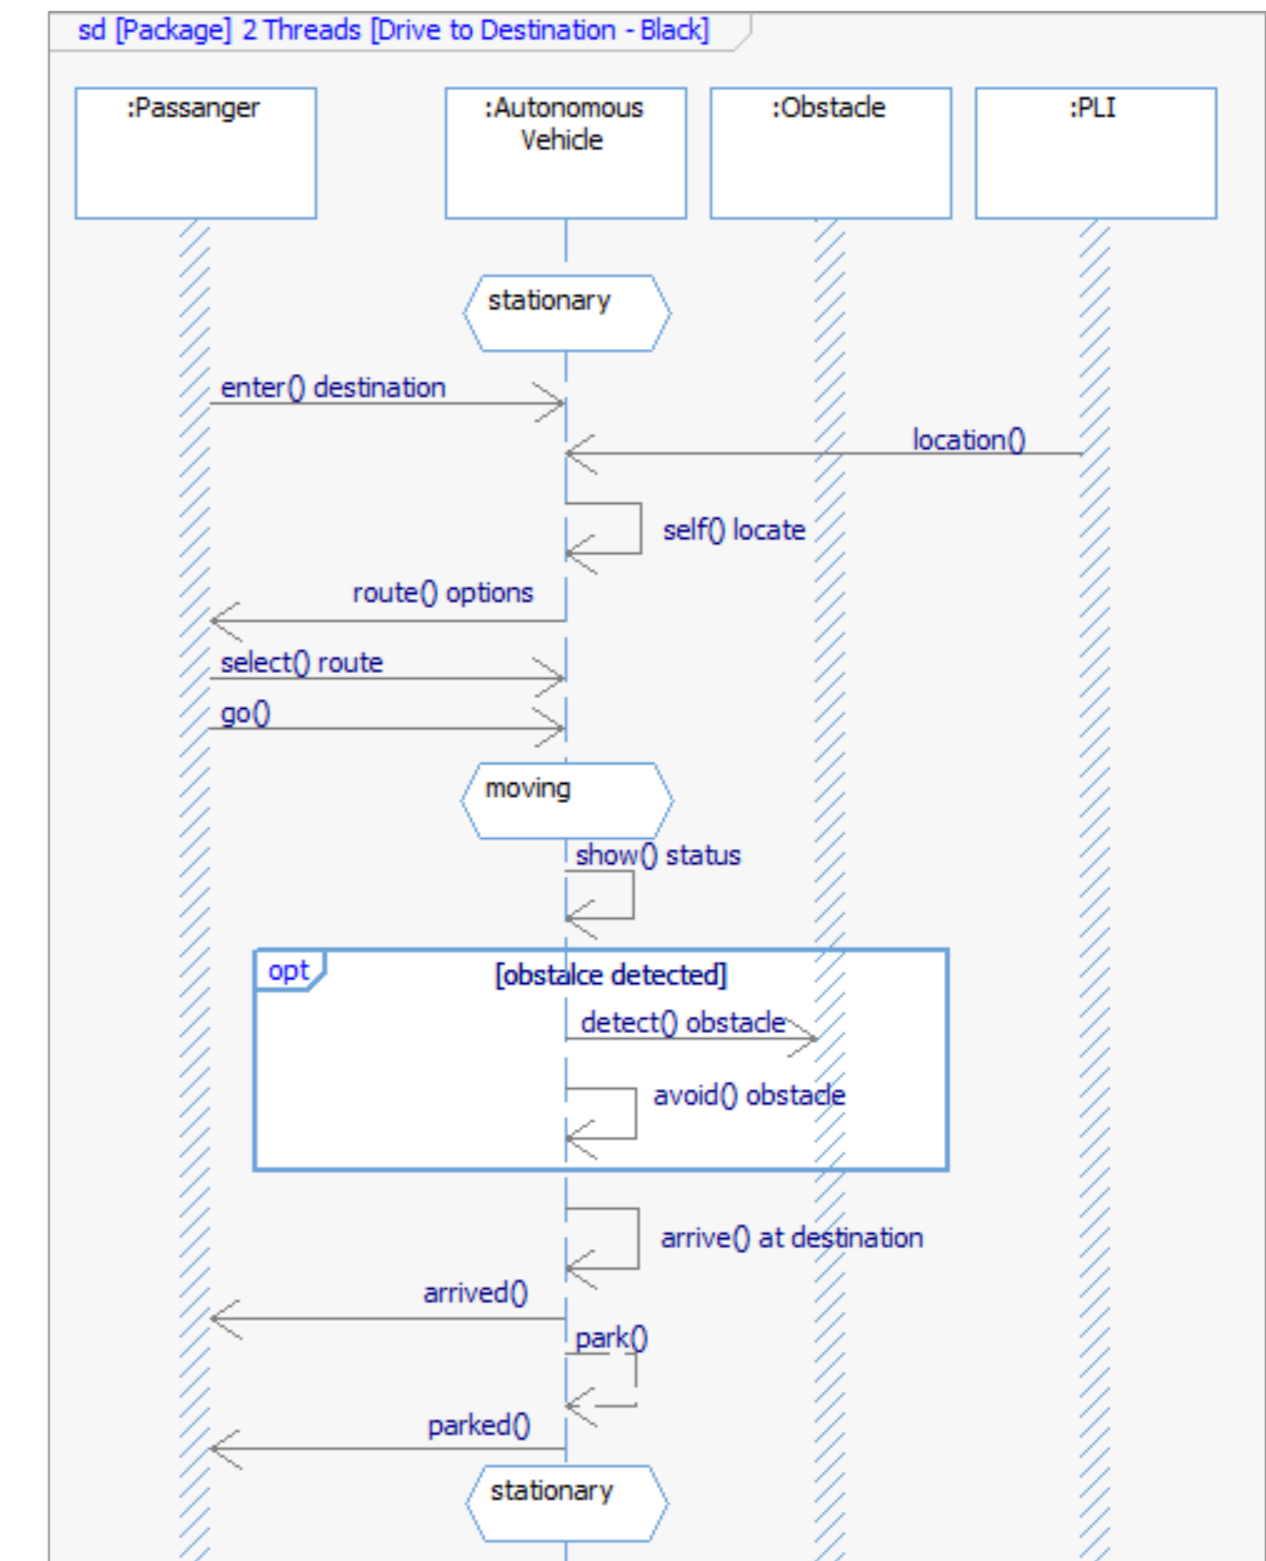 sd [Package] 2 Threads [Drive to Destination - Black]
:Passanger
:Autonomous
Vehicle
:Obstacle
:PLI
stationary
enter() destination
location()
self() locate
route() options
select() route
go()
moving
show() status
opt
[obstalce detected]
detect() obstacle
avoid() obstacle
arrive() at destination
arrived()
park()
parked()
stationary